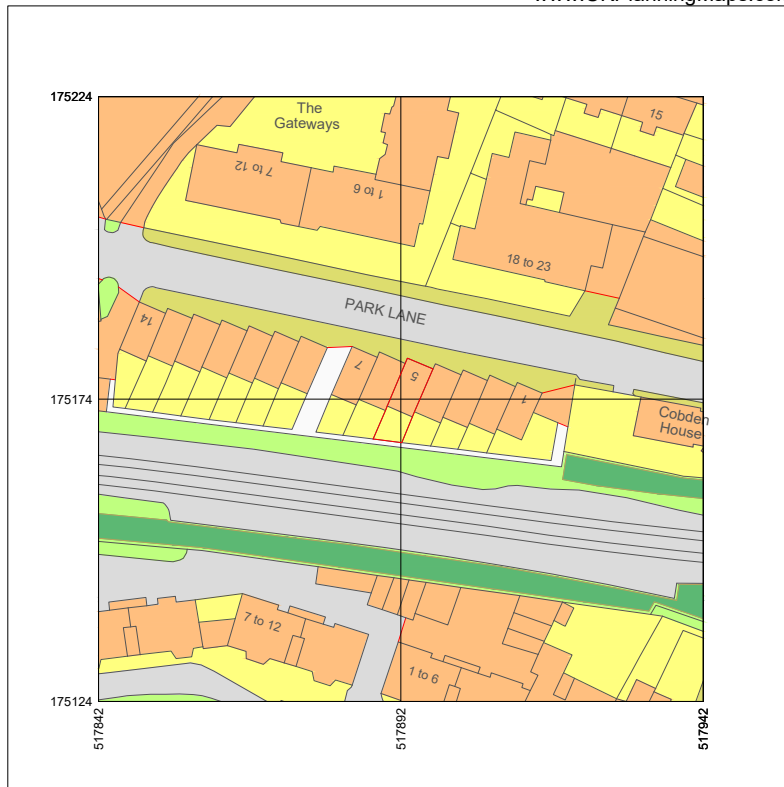 175224
The
Gateways
15
7 to 12
1 to 6
18 to 23
PARK LANE
14
7
5
1
175174
Cobden
House
7 to 12
1 to 6
175124
517842
517892
517942